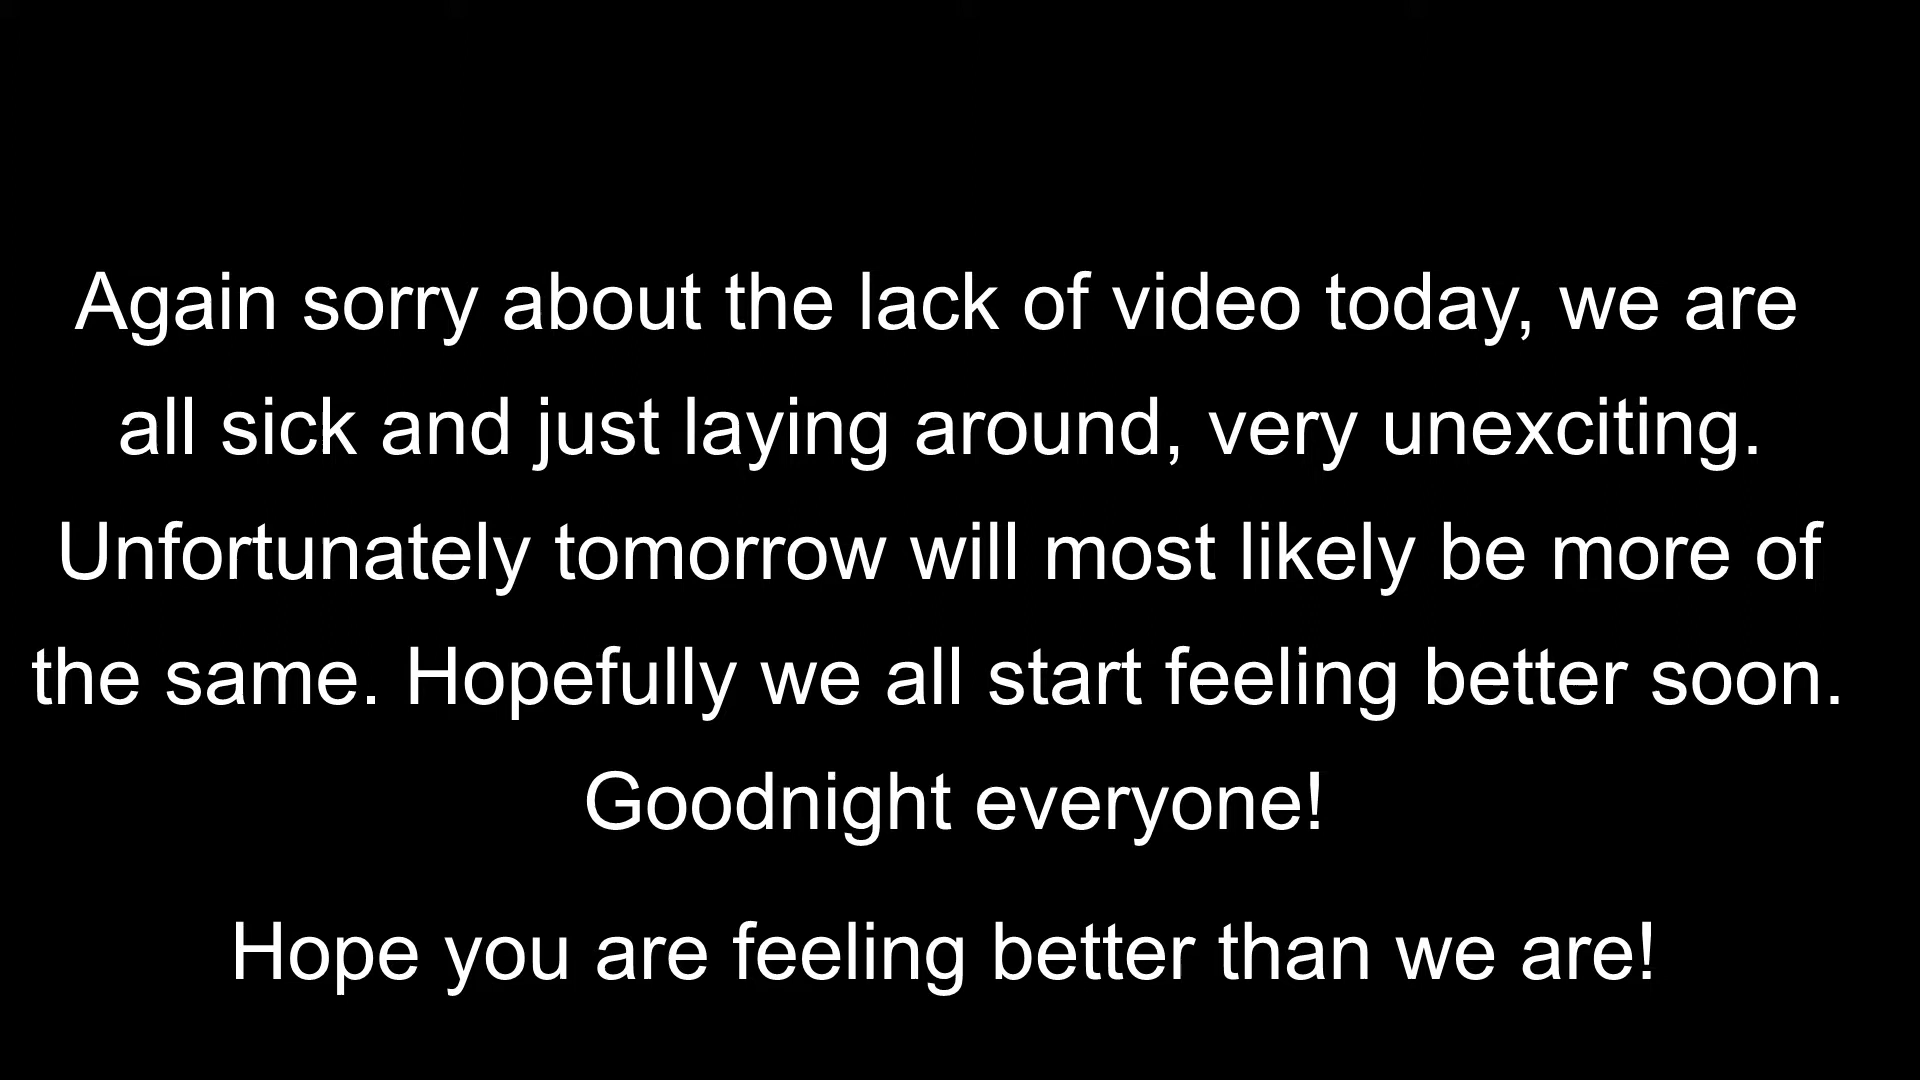 Again sorry about the lack of video today, we are
all sick and just laying around, very unexciting.
Unfortunately tomorrow will most likely be more of
the same. Hopefully we all start feeling better soon.
Goodnight everyone!
Hope you are feeling better than we are!